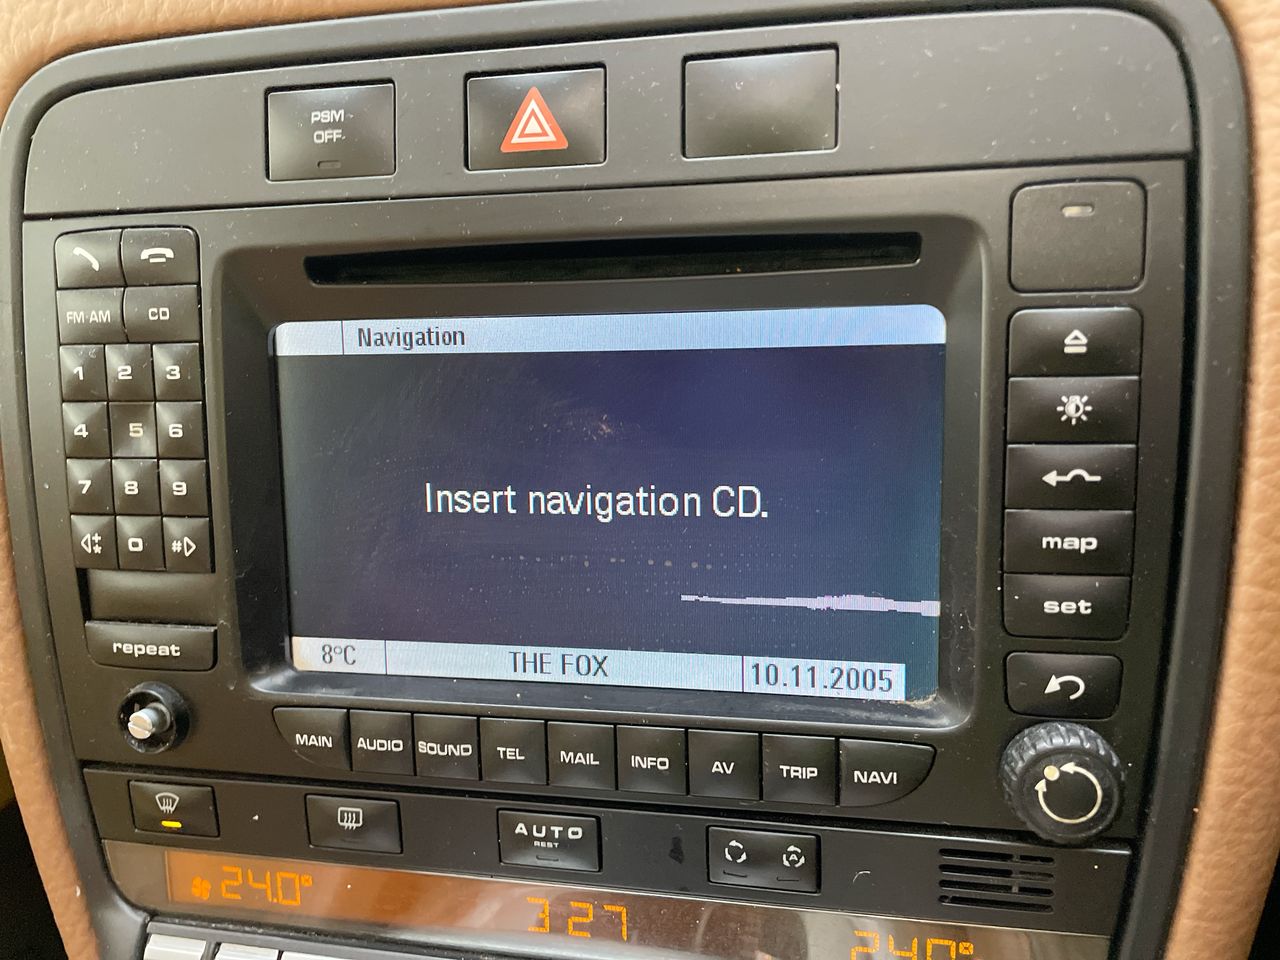 PSM
OFF
FM·AM
CD
1
2
3
4
5
6
7
8
9
*
0
#
repeat
Navigation
Insert navigation CD.
8°C
THE FOX
10.11.2005
map
set
MAIN
AUDIO
SOUND
TEL
MAIL
INFO
AV
TRIP
NAVI
AUTO
REST
A
24.0°
3 27
24.0°